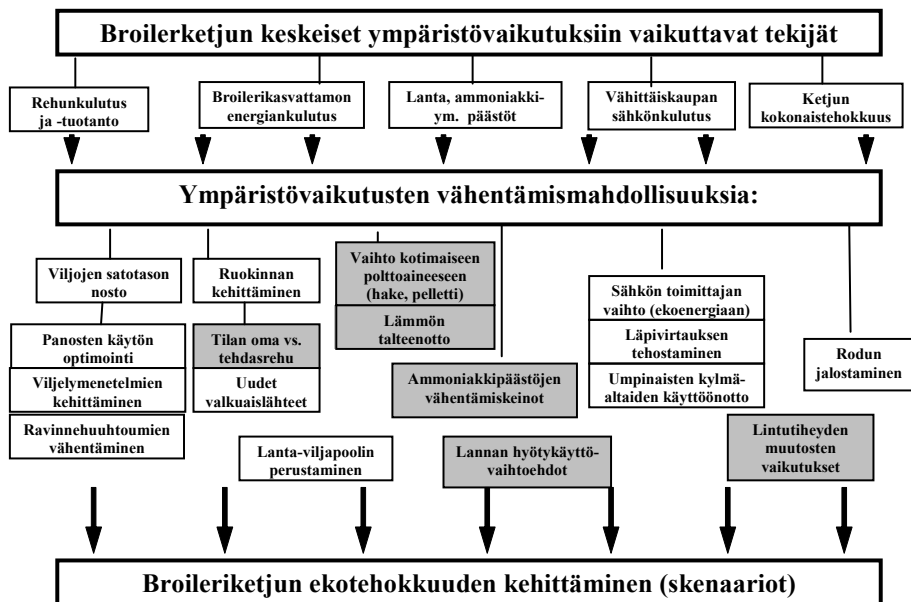 Broilerketjun keskeiset ympäristövaikutuksiin vaikuttavat tekijät
Rehunkulutus
ja -tuotanto
Broilerikasvattamon
energiankulutus
Lanta, ammoniakki-
ym. päästöt
Vähittäiskaupan
sähkönkulutus
Ketjun
kokonaistehokkuus
Ympäristövaikutusten vähentämismahdollisuuksia:
Viljojen satotason
nosto
Panosten käytön
optimointi
Viljelymenetelmien
kehittäminen
Ravinnehuuhtoumien
vähentäminen
Ruokinnan
kehittäminen
Tilan oma vs.
tehdasrehu
Uudet
valkuaislähteet
Vaihto kotimaiseen
polttoaineeseen
(hake, pelletti)
Lämmön
talteenotto
Ammoniakkipäästöjen
vähentämiskeinot
Sähkön toimittajan
vaihto (ekoenergiaan)
Läpivirtauksen
tehostaminen
Umpinaisten kylmä-
altaiden käyttöönotto
Rodun
jalostaminen
Lanta-viljapoolin
perustaminen
Lannan hyötykäyttö-
vaihtoehdot
Lintutiheyden
muutosten
vaikutukset
Broileriketjun ekotehokkuuden kehittäminen (skenaariot)